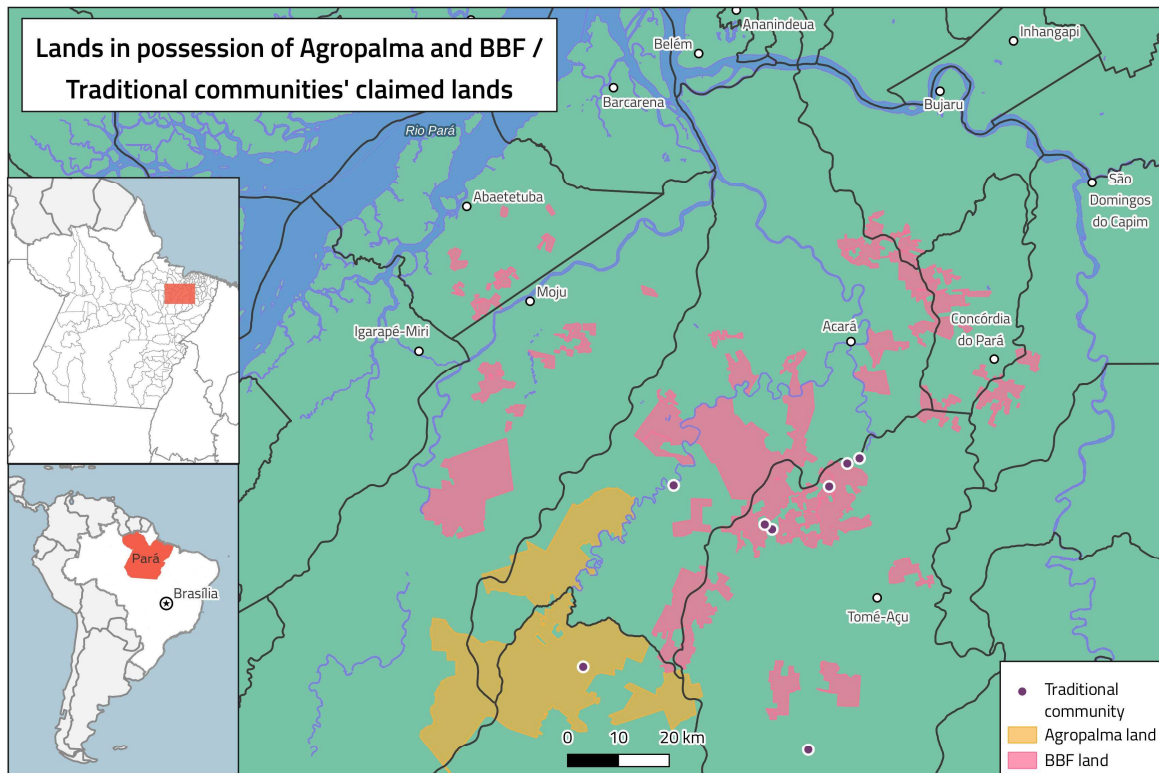 Lands in possession of Agropalma and BBF /
Traditional communities' claimed lands
Ananindeua
Belém
Inhangapi
Barcarena
Bujaru
Rio Pará
São
Domingos
do Capim
Abaetetuba
Moju
Igarapé-Miri
Acará
Concórdia
do Pará
Pará
Brasília
Tomé-Açu
0 10 20 km
Traditional
community
Agropalma land
BBF land